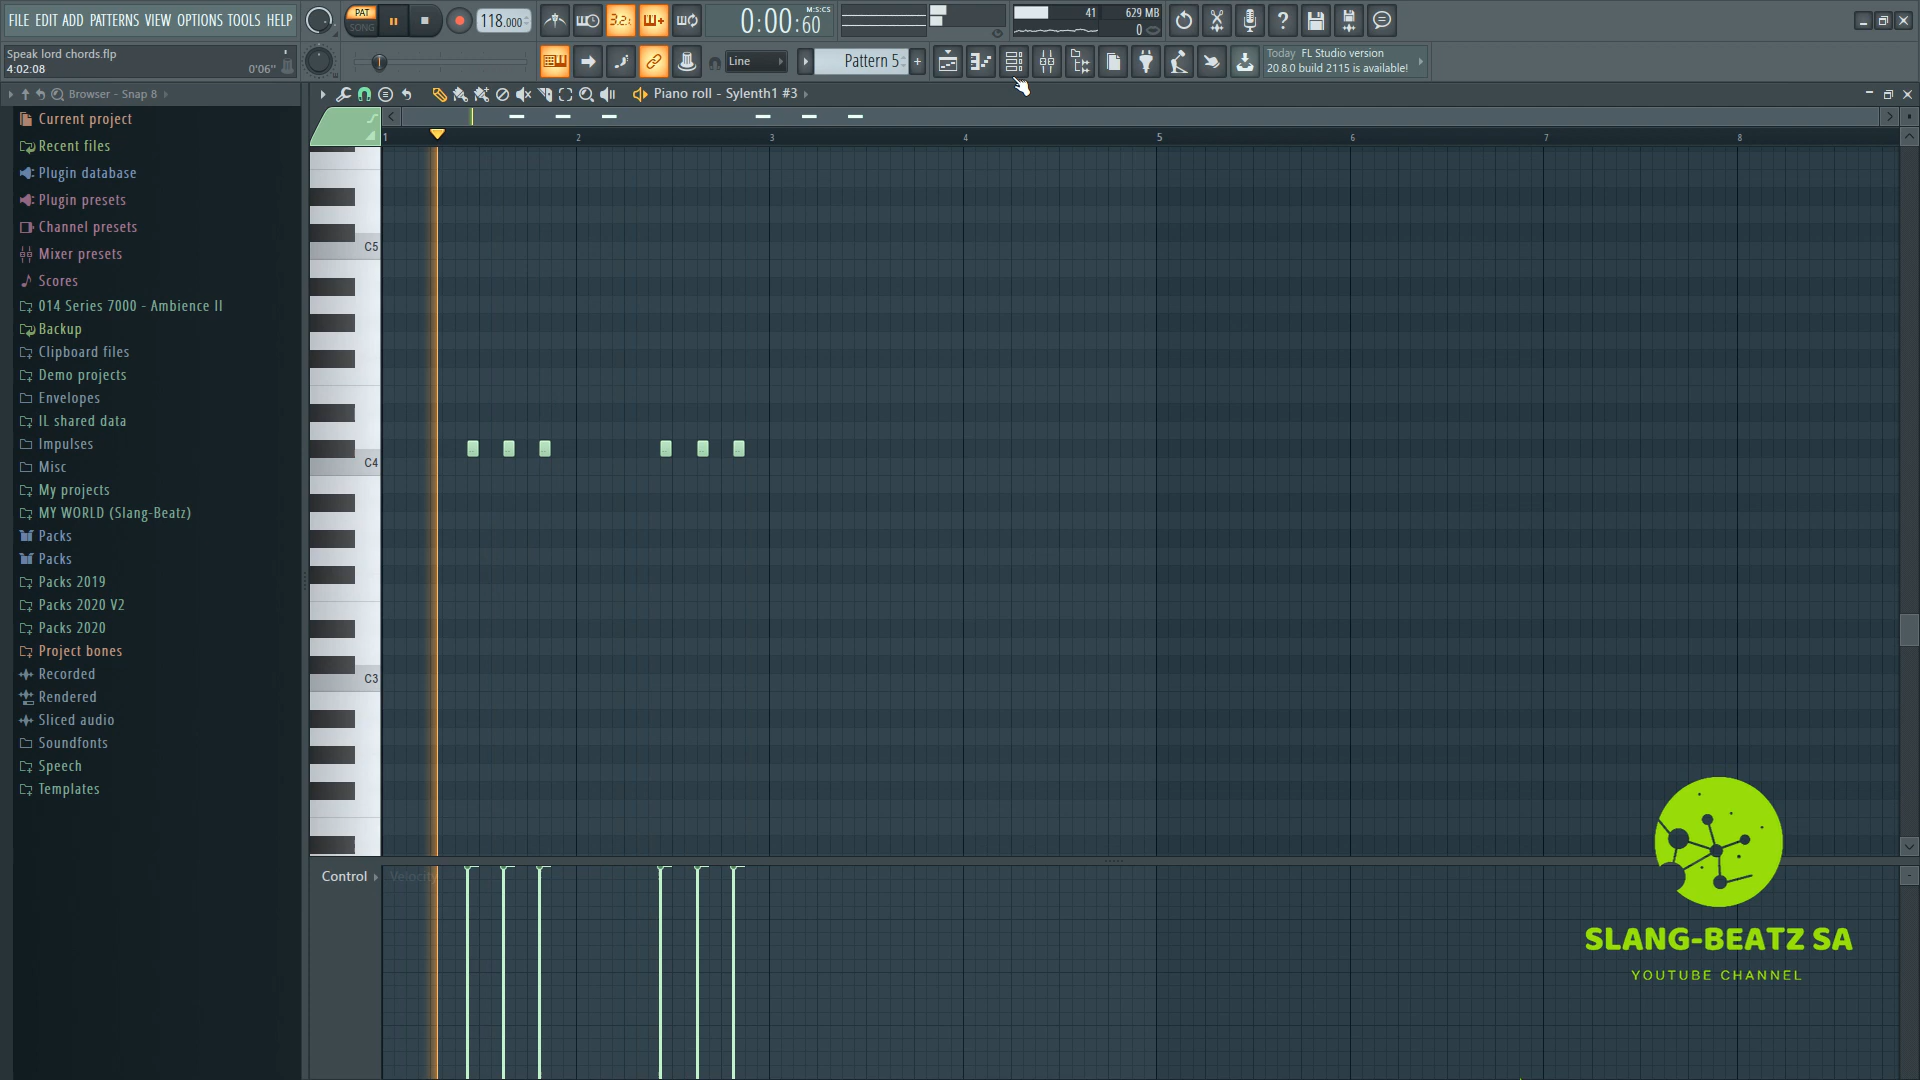 FILE EDIT ADD PATTERNS VIEW OPTIONS TOOLS HELP
PAT
SONG
118.000
3.2.
0:00:60
M:S:CS
41
629 MB
0
Speak lord chords.flp
4:02:08
0'06"
Line
Pattern 5
+
Today FL Studio version
20.8.0 build 2115 is available!
Browser - Snap 8
Piano roll - Sylenth1 #3
Current project
Recent files
Plugin database
Plugin presets
Channel presets
Mixer presets
Scores
014 Series 7000 - Ambience II
Backup
Clipboard files
Demo projects
Envelopes
IL shared data
Impulses
Misc
My projects
MY WORLD (Slang-Beatz)
Packs
Packs
Packs 2019
Packs 2020 V2
Packs 2020
Project bones
Recorded
Rendered
Sliced audio
Soundfonts
Speech
Templates
1 2 3 4 5 6 7 8
C5
C4
C3
Control
Velocity
SLANG-BEATZ SA
YOUTUBE CHANNEL